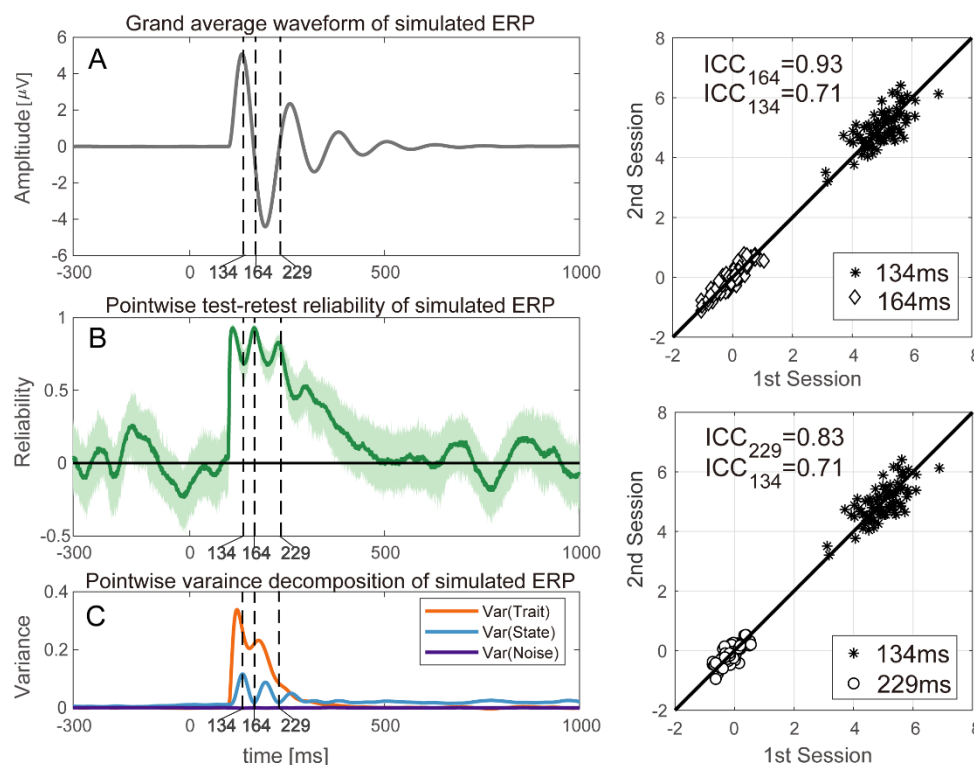 Grand average waveform of simulated ERP
A
Ampltiude [μV]
6
4
2
0
-2
-4
-6
-300
0
134
164
229
500
1000
Pointwise test-retest reliability of simulated ERP
B
Reliability
1
0.5
0
-0.5
-300
0
134
164
229
500
1000
Pointwise varaince decomposition of simulated ERP
C
Variance
0.4
0.2
0
Var(Trait)
Var(State)
Var(Noise)
-300
0
134
164
229
500
1000
time [ms]
ICC164=0.93
ICC134=0.71
2nd Session
8
6
4
2
0
-2
134ms
164ms
-2
0
2
4
6
8
1st Session
ICC229=0.83
ICC134=0.71
2nd Session
8
6
4
2
0
-2
134ms
229ms
-2
0
2
4
6
8
1st Session